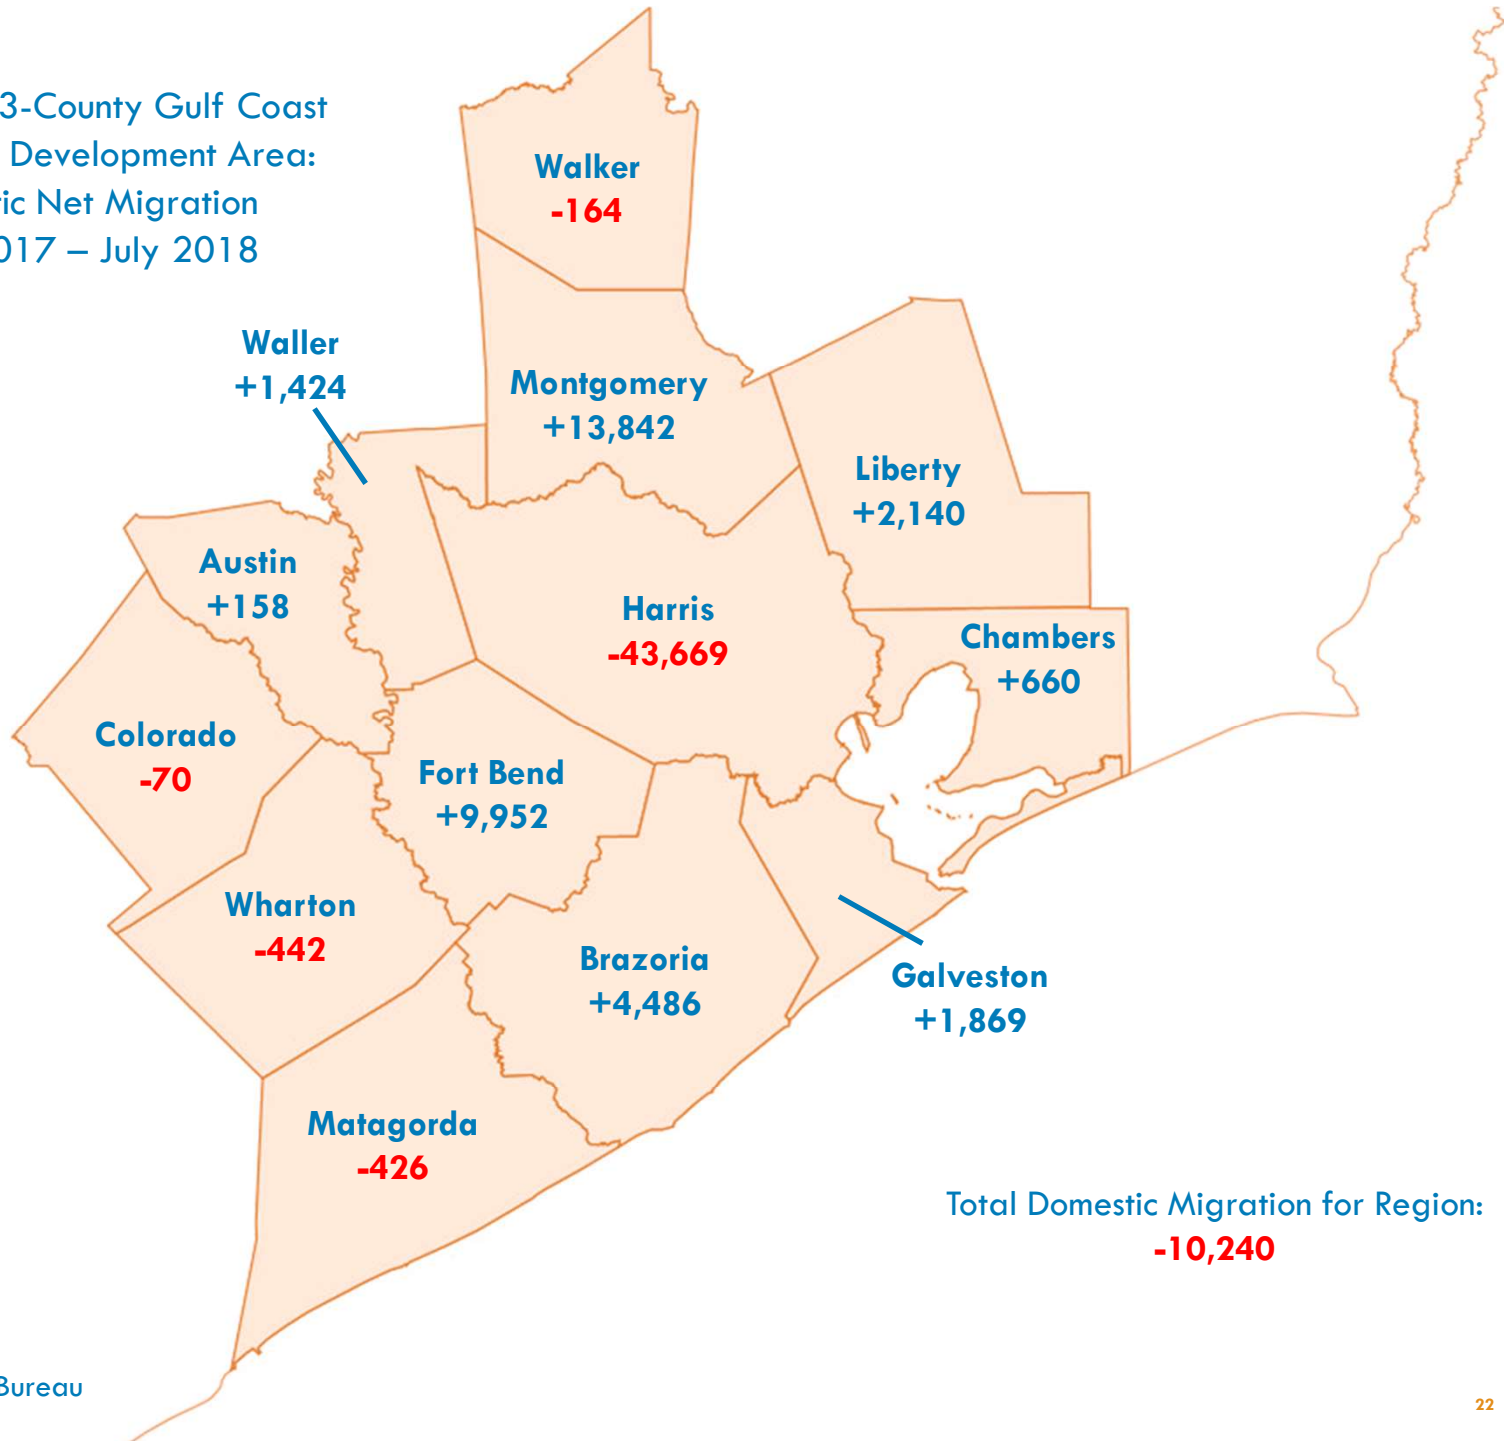 3-County Gulf Coast
Development Area:
ic Net Migration
017 – July 2018
Walker
-164
Waller
+1,424
Montgomery
+13,842
Liberty
+2,140
Austin
+158
Harris
-43,669
Chambers
+660
Colorado
-70
Fort Bend
+9,952
Wharton
-442
Brazoria
+4,486
Galveston
+1,869
Matagorda
-426
Total Domestic Migration for Region:
-10,240
Bureau
22